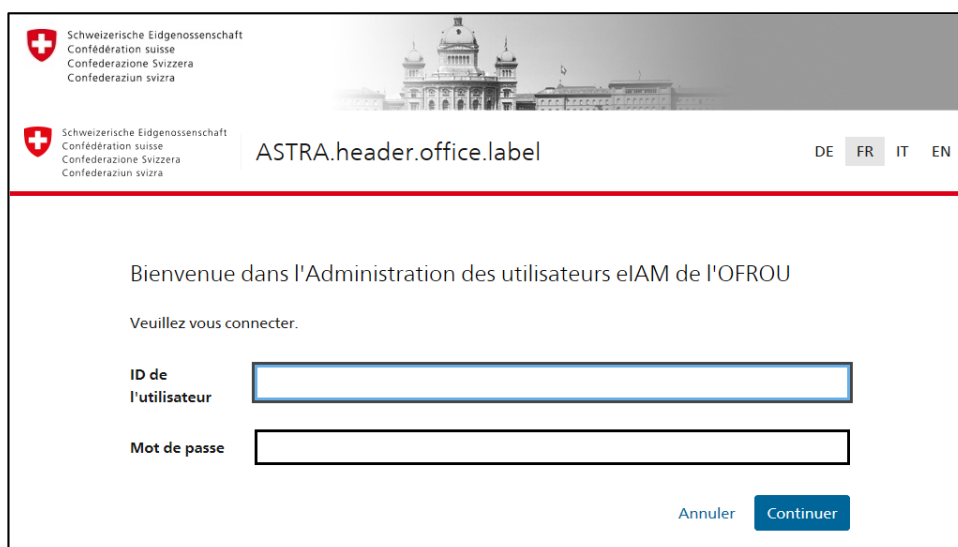 Schweizerische Eidgenossenschaft
Confédération suisse
Confederazione Svizzera
Confederaziun svizra
Schweizerische Eidgenossenschaft
Confédération suisse
Confederazione Svizzera
Confederaziun svizra
ASTRA.header.office.label
DE FR IT EN
Bienvenue dans l'Administration des utilisateurs eIAM de l'OFROU
Veuillez vous connecter.
ID de
l'utilisateur
Mot de passe
Annuler Continuer